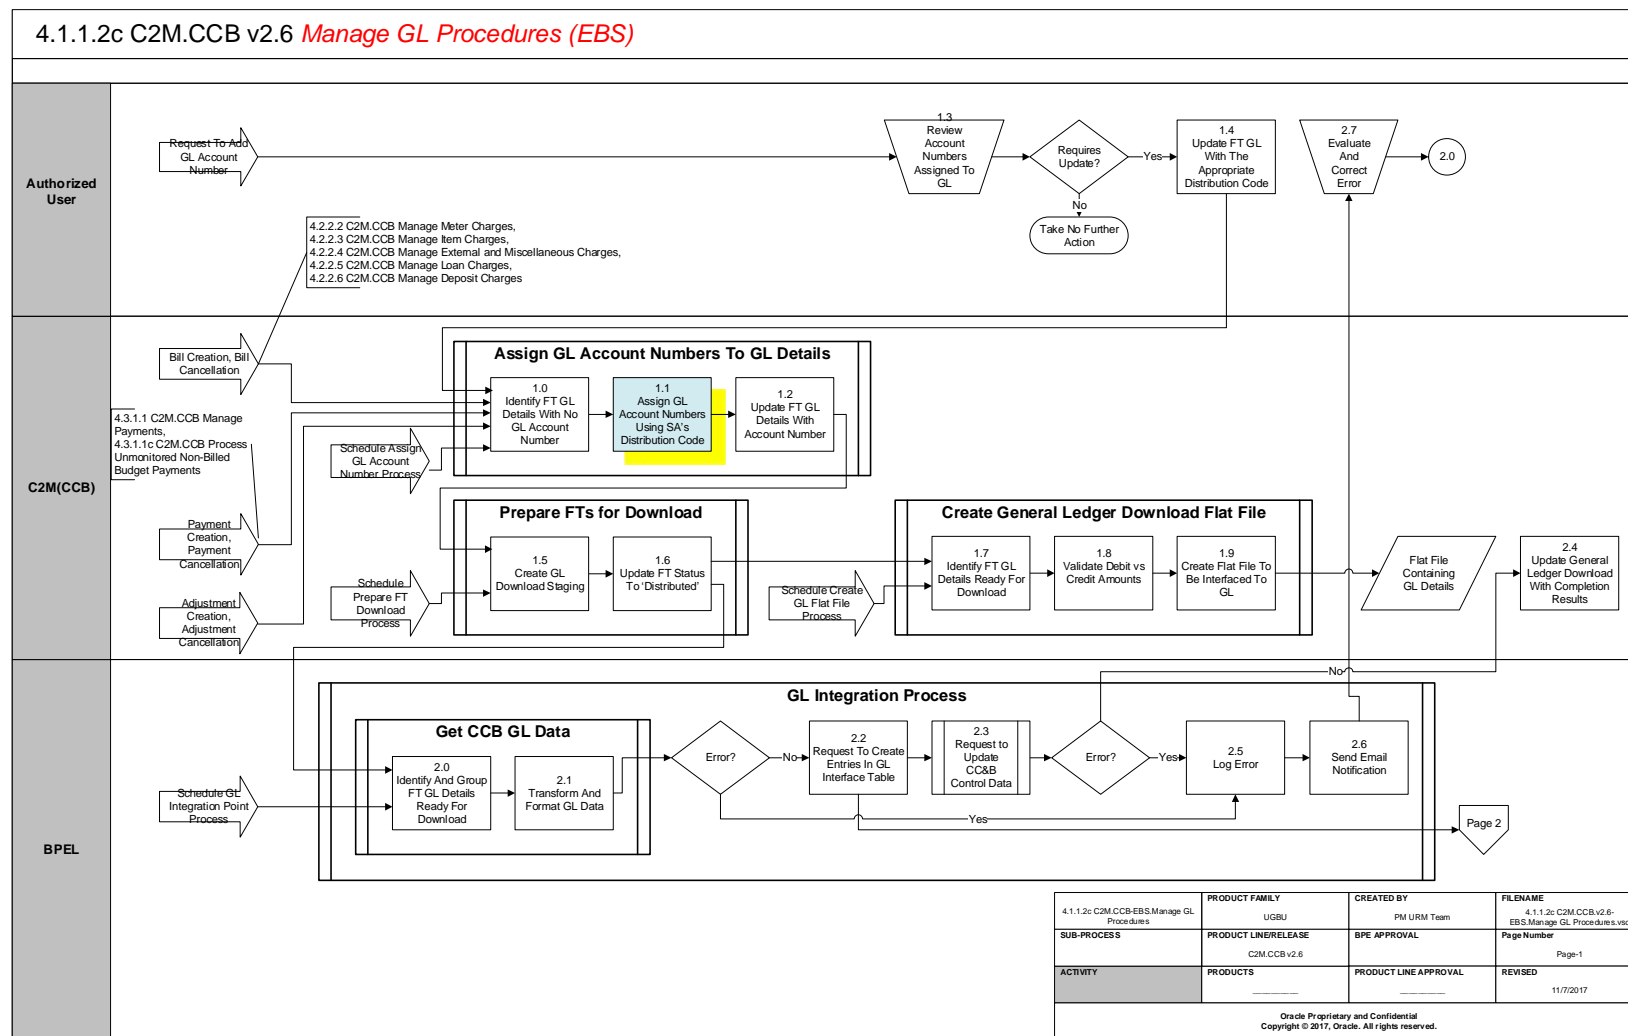 4.1.1.2c C2M.CCB v2.6 Manage GL Procedures (EBS)
Authorized
User
Request To Add
GL Account
Number
1.3
Review
Account
Numbers
Assigned To
GL
Requires
Update?
Yes
No
Take No Further
Action
1.4
Update FT GL
With The
Appropriate
Distribution Code
2.7
Evaluate
And
Correct
Error
2.0
4.2.2.2 C2M.CCB Manage Meter Charges,
4.2.2.3 C2M.CCB Manage Item Charges,
4.2.2.4 C2M.CCB Manage External and Miscellaneous Charges,
4.2.2.5 C2M.CCB Manage Loan Charges,
4.2.2.6 C2M.CCB Manage Deposit Charges
C2M(CCB)
Bill Creation, Bill
Cancellation
4.3.1.1 C2M.CCB Manage
Payments,
4.3.1.1c C2M.CCB Process
Unmonitored Non-Billed
Budget Payments
Payment
Creation,
Payment
Cancellation
Adjustment
Creation,
Adjustment
Cancellation
Assign GL Account Numbers To GL Details
1.0
Identify FT GL
Details With No
GL Account
Number
1.1
Assign GL
Account Numbers
Using SA's
Distribution Code
1.2
Update FT GL
Details With
Account Number
Schedule Assign
GL Account
Number Process
Prepare FTs for Download
1.5
Create GL
Download Staging
1.6
Update FT Status
To 'Distributed'
Schedule
Prepare FT
Download
Process
Create General Ledger Download Flat File
1.7
Identify FT GL
Details Ready For
Download
1.8
Validate Debit vs
Credit Amounts
1.9
Create Flat File To
Be Interfaced To
GL
Schedule Create
GL Flat File
Process
Flat File
Containing
GL Details
2.4
Update General
Ledger Download
With Completion
Results
BPEL
Schedule GL
Integration Point
Process
GL Integration Process
Get CCB GL Data
2.0
Identify And Group
FT GL Details
Ready For
Download
2.1
Transform And
Format GL Data
Error?
No
Yes
2.2
Request To Create
Entries In GL
Interface Table
2.3
Request to
Update
CC&B
Control Data
Error?
No
Yes
2.5
Log Error
2.6
Send Email
Notification
Page 2
4.1.1.2c C2M.CCB-EBS.Manage GL
Procedures
PRODUCT FAMILY
UGBU
CREATED BY
PM URM Team
FILENAME
4.1.1.2c C2M.CCB.v2.6-
EBS.Manage GL Procedures.vsd
SUB-PROCESS
PRODUCT LINE/RELEASE
C2M.CCB v2.6
BPE APPROVAL
Page Number
Page-1
ACTIVITY
PRODUCTS
PRODUCT LINE APPROVAL
REVISED
11/7/2017
Oracle Proprietary and Confidential
Copyright © 2017, Oracle. All rights reserved.